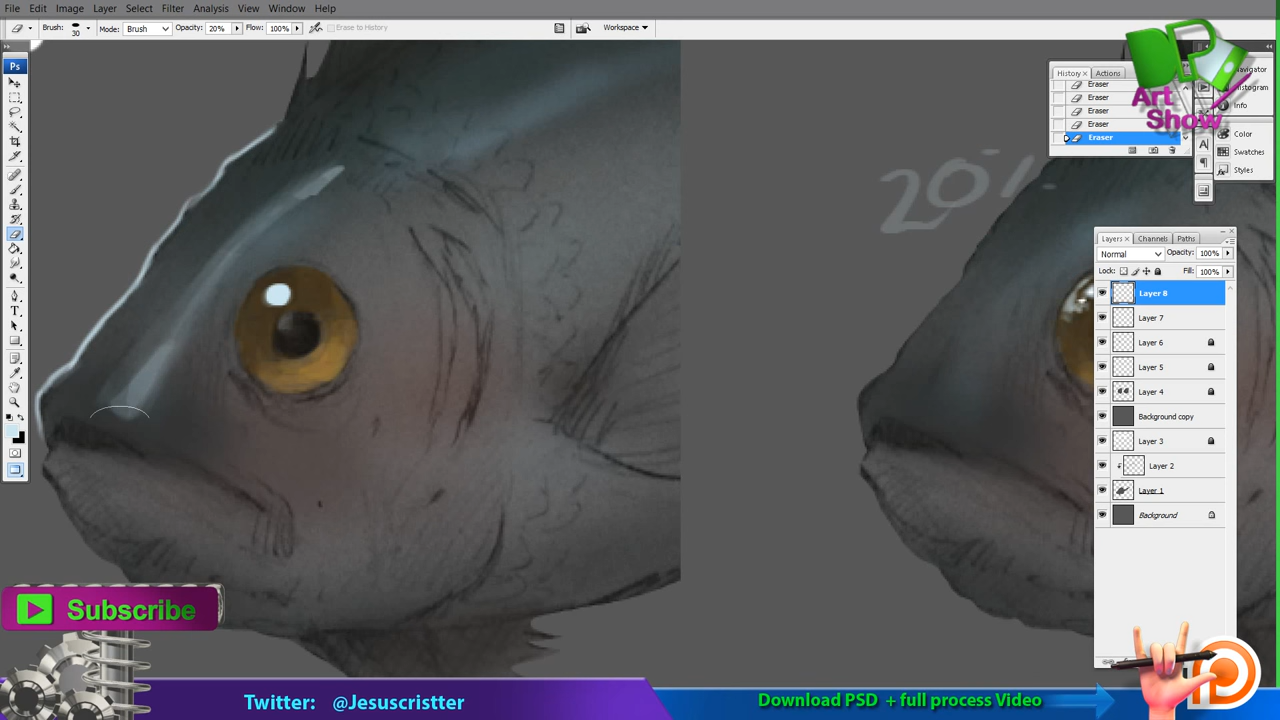 File Edit Image Layer Select Filter Analysis View Window Help
Brush: 30 Mode: Brush Opacity: 20% Flow: 100% Erase to History Workspace
Ps
Art Show
History Actions
Eraser
Eraser
Eraser
Eraser
Eraser
Navigator
Histogram
Info
Color
Swatches
Styles
20%
Layers Channels Paths
Normal Opacity: 100%
Lock: Fill: 100%
Layer 8
Layer 7
Layer 6
Layer 5
Layer 4
Background copy
Layer 3
Layer 2
Layer 1
Background
Subscribe
Twitter: @Jesuscristter
Download PSD + full process Video